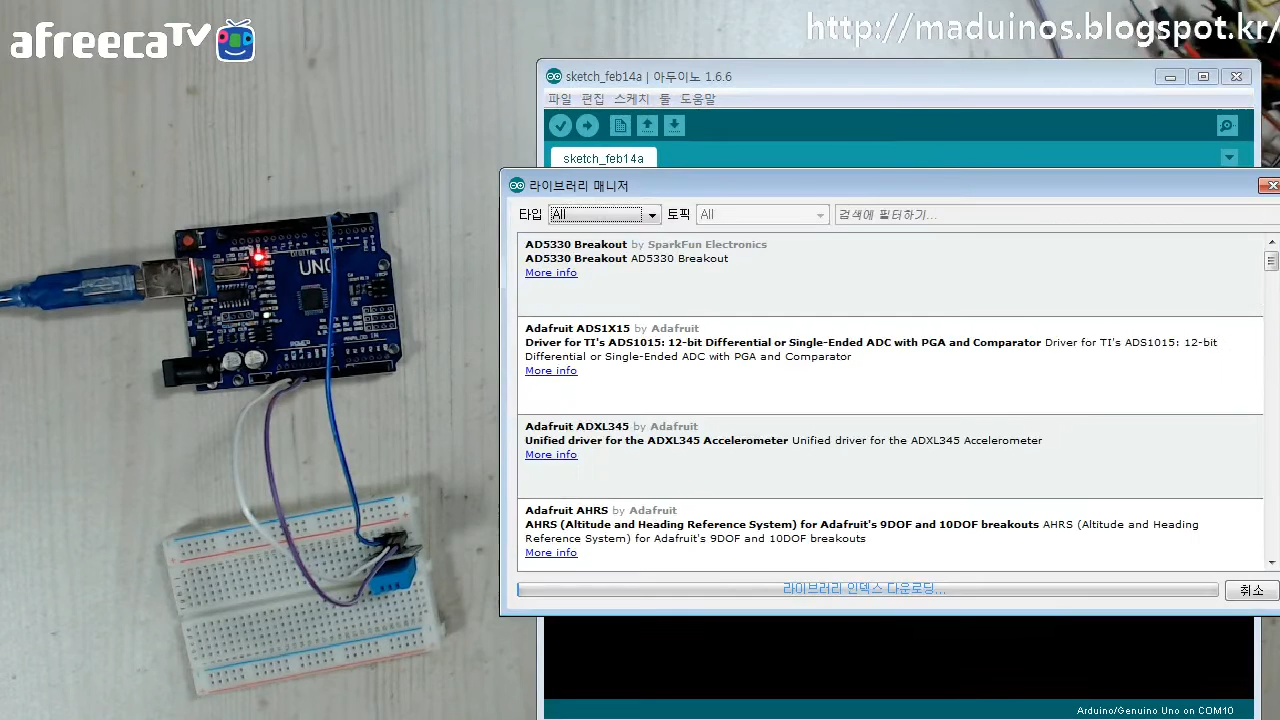 afreecaTV
http://maduinos.blogspot.kr/
sketch_feb14a | 아두이노 1.6.6
파일 편집 스케치 툴 도움말
sketch_feb14a
라이브러리 매니저
타입 All 토픽 All 검색에 필터하기...
AD5330 Breakout by SparkFun Electronics
AD5330 Breakout AD5330 Breakout
More info
Adafruit ADS1X15 by Adafruit
Driver for TI's ADS1015: 12-bit Differential or Single-Ended ADC with PGA and Comparator Driver for TI's ADS1015: 12-bit
Differential or Single-Ended ADC with PGA and Comparator
More info
Adafruit ADXL345 by Adafruit
Unified driver for the ADXL345 Accelerometer Unified driver for the ADXL345 Accelerometer
More info
Adafruit AHRS by Adafruit
AHRS (Altitude and Heading Reference System) for Adafruit's 9DOF and 10DOF breakouts AHRS (Altitude and Heading
Reference System) for Adafruit's 9DOF and 10DOF breakouts
More info
라이브러리 인덱스 다운로딩...
취소
Arduino/Genuino Uno on COM10
DIGITAL
UNO
POWER